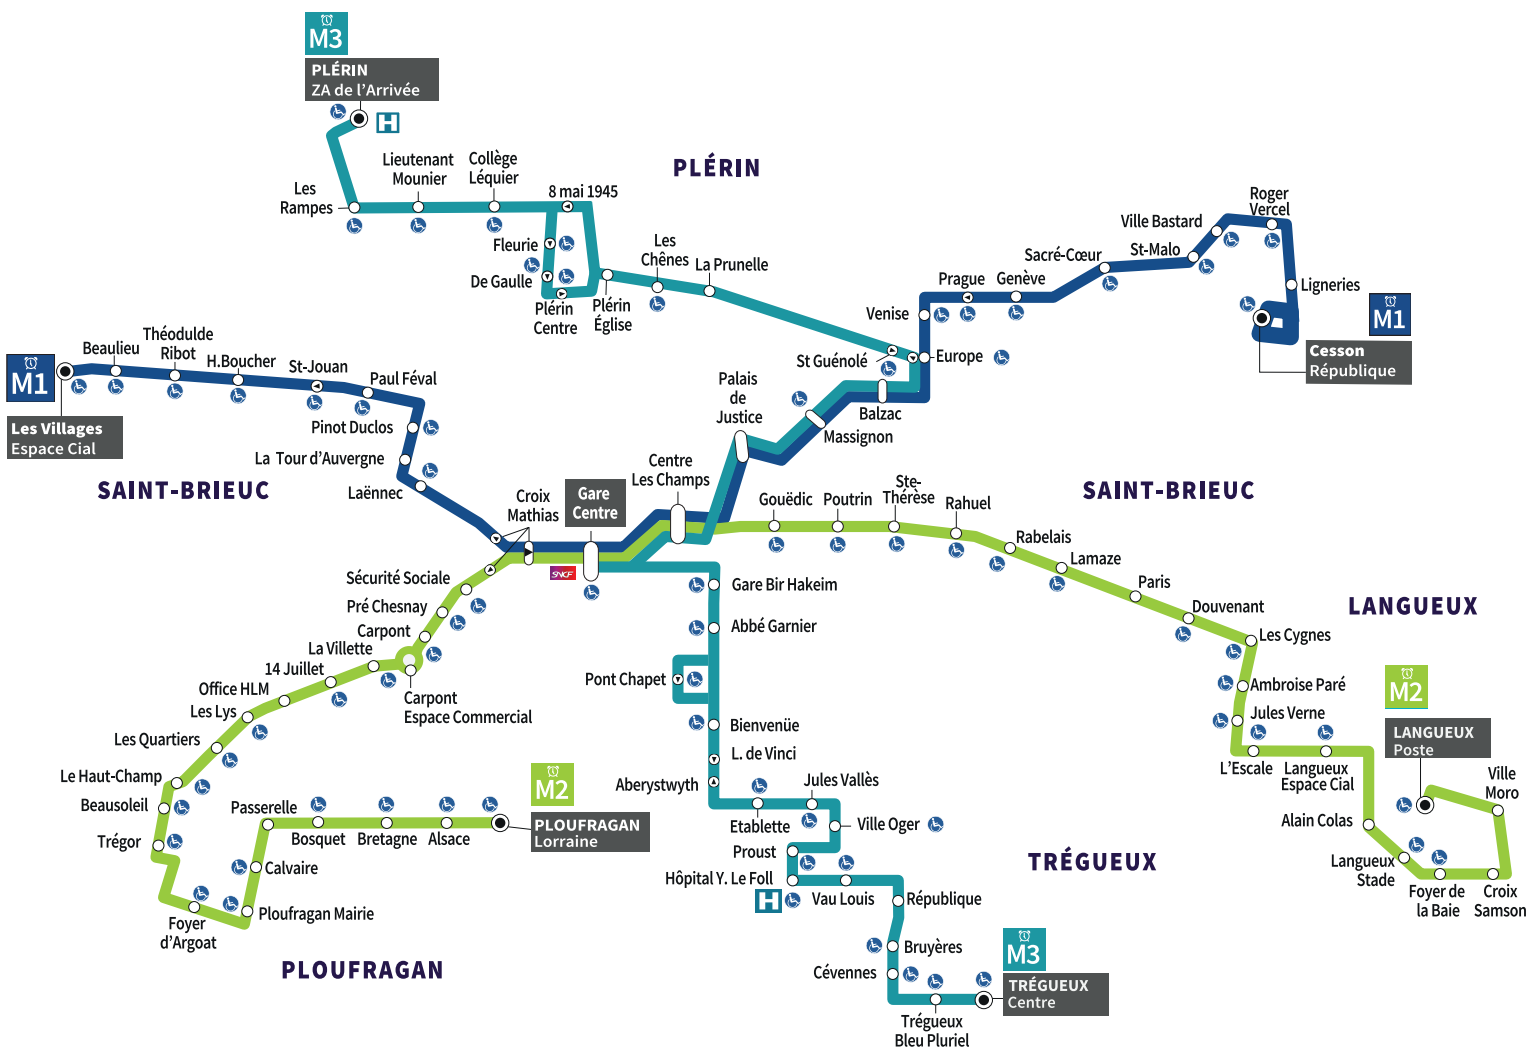 M3
PLÉRIN
ZA de l'Arrivée
H
PLÉRIN
Lieutenant
Mounier
Collège
Léquier
8 mai 1945
Les
Rampes
Fleurie
De Gaulle
Plérin
Centre
Plérin
Église
Les
Chênes
La Prunelle
Roger
Vercel
Ville Bastard
St-Malo
Sacré-Cœur
Genève
Prague
Venise
Europe
Ligneries
M1
Cesson
République
St Guénolé
Balzac
Massignon
Palais
de
Justice
M1
Les Villages
Espace Cial
Beaulieu
Théodulde
Ribot
H.Boucher
St-Jouan
Paul Féval
Pinot Duclos
La Tour d'Auvergne
Laënnec
SAINT-BRIEUC
Croix
Mathias
Gare
Centre
SNCF
Centre
Les Champs
SAINT-BRIEUC
Gouëdic
Poutrin
Ste-
Thérèse
Rahuel
Rabelais
Lamaze
Paris
Douvenant
Les Cygnes
LANGUEUX
Ambroise Paré
Jules Verne
L'Escale
Langueux
Espace Cial
M2
LANGUEUX
Poste
Ville
Moro
Alain Colas
Langueux
Stade
Foyer de
la Baie
Croix
Samson
Sécurité Sociale
Pré Chesnay
Carpont
La Villette
Carpont
Espace Commercial
14 Juillet
Office HLM
Les Lys
Les Quartiers
Le Haut-Champ
Beausoleil
Trégor
Foyer
d'Argoat
Ploufragan Mairie
Calvaire
Passerelle
Bosquet
Bretagne
Alsace
M2
PLOUFRAGAN
Lorraine
PLOUFRAGAN
Gare Bir Hakeim
Abbé Garnier
Pont Chapet
Bienvenüe
L. de Vinci
Aberystwyth
Etablette
Jules Vallès
Ville Oger
Proust
Hôpital Y. Le Foll
H
Vau Louis
République
Bruyères
Cévennes
Trégueux
Bleu Pluriel
TRÉGUEUX
M3
TRÉGUEUX
Centre